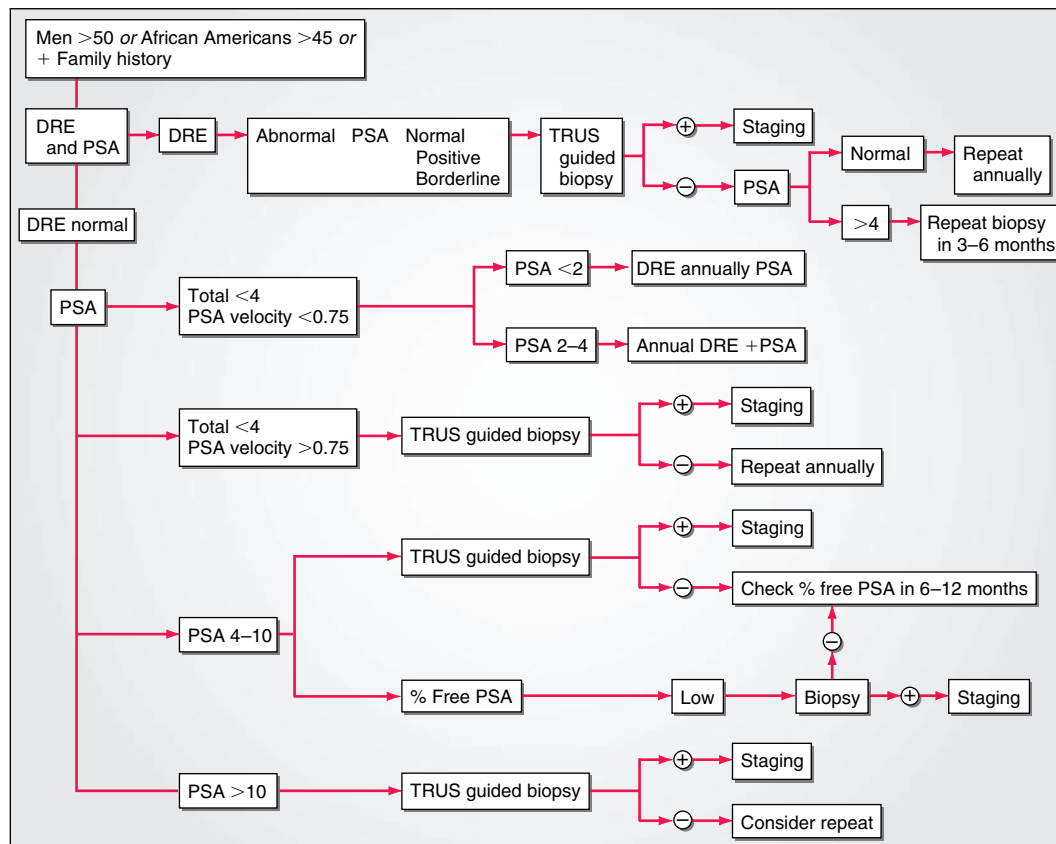 Men >50 or African Americans >45 or
+ Family history
DRE
and PSA
DRE
Abnormal PSA Normal
Positive
Borderline
TRUS
guided
biopsy
+
Staging
−
PSA
Normal
Repeat
annually
>4
Repeat biopsy
in 3–6 months
DRE normal
PSA
Total <4
PSA velocity <0.75
PSA <2
DRE annually PSA
PSA 2–4
Annual DRE +PSA
Total <4
PSA velocity >0.75
TRUS guided biopsy
+
Staging
−
Repeat annually
PSA 4–10
TRUS guided biopsy
+
Staging
−
Check % free PSA in 6–12 months
−
% Free PSA
Low
Biopsy
+
Staging
PSA >10
TRUS guided biopsy
+
Staging
−
Consider repeat